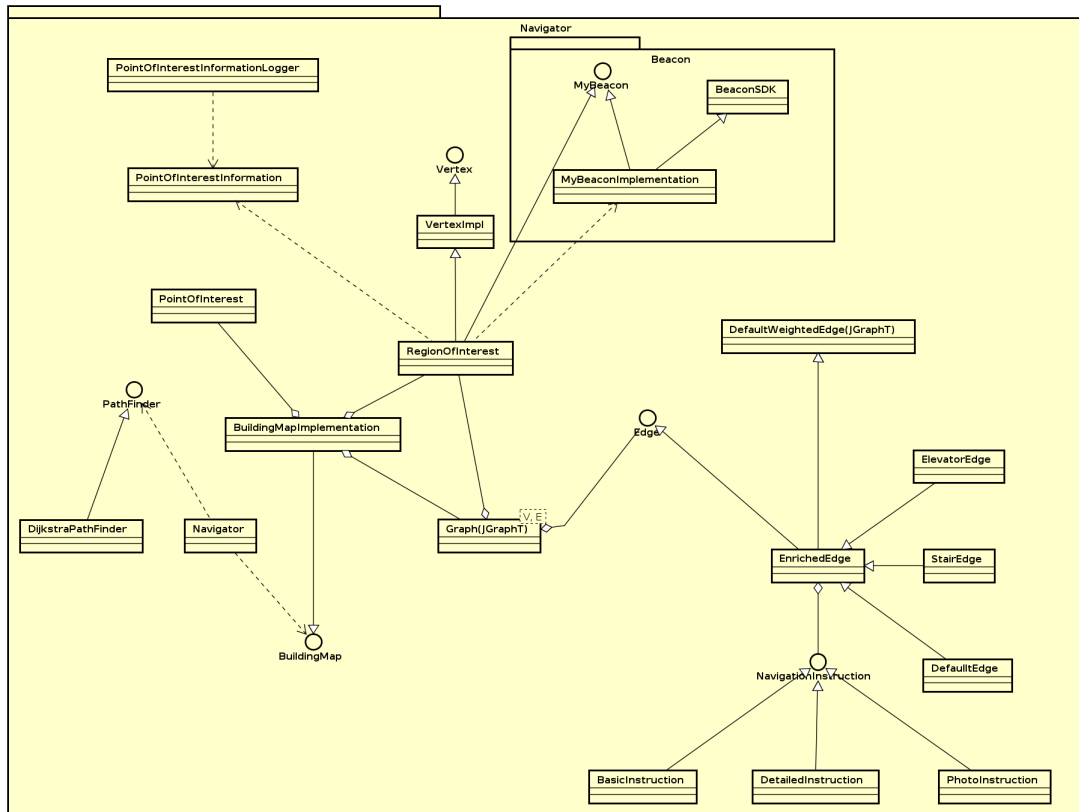 Navigator
Beacon
PointOfInterestInformationLogger
MyBeacon
BeaconSDK
Vertex
PointOfInterestInformation
MyBeaconImplementation
VertexImpl
PointOfInterest
DefaultWeightedEdge(JGraphT)
RegionOfInterest
PathFinder
BuildingMapImplementation
Edge
ElevatorEdge
DijkstraPathFinder
Navigator
V, E
Graph(JGraphT)
EnrichedEdge
StairEdge
BuildingMap
NavigationInstruction
DefaultEdge
BasicInstruction
DetailedInstruction
PhotoInstruction